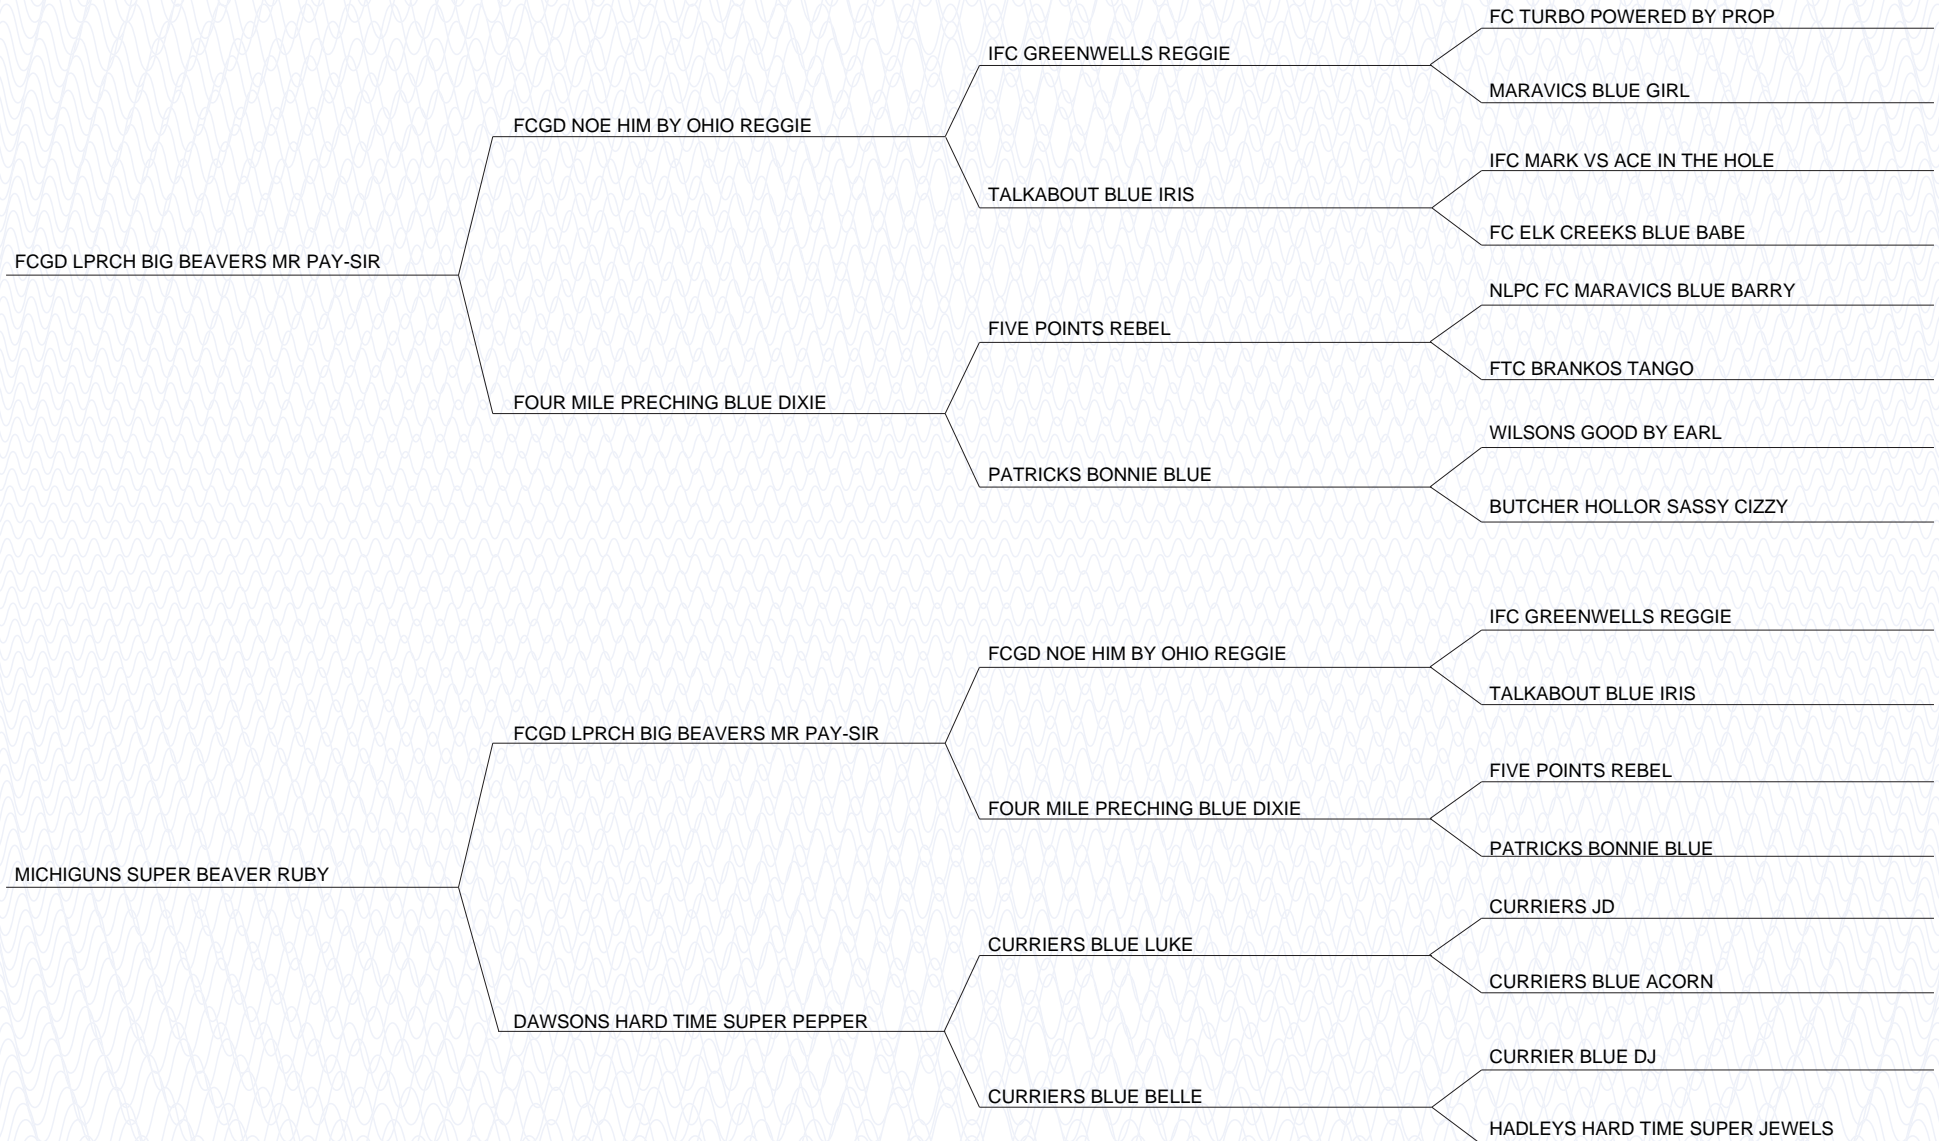 FC TURBO POWERED BY PROP
IFC GREENWELLS REGGIE
MARAVICS BLUE GIRL
FCGD NOE HIM BY OHIO REGGIE
IFC MARK VS ACE IN THE HOLE
TALKABOUT BLUE IRIS
FC ELK CREEKS BLUE BABE
FCGD LPRCH BIG BEAVERS MR PAY-SIR
NLPC FC MARAVICS BLUE BARRY
FIVE POINTS REBEL
FTC BRANKOS TANGO
FOUR MILE PRECHING BLUE DIXIE
WILSONS GOOD BY EARL
PATRICKS BONNIE BLUE
BUTCHER HOLLOR SASSY CIZZY
IFC GREENWELLS REGGIE
FCGD NOE HIM BY OHIO REGGIE
TALKABOUT BLUE IRIS
FCGD LPRCH BIG BEAVERS MR PAY-SIR
FIVE POINTS REBEL
FOUR MILE PRECHING BLUE DIXIE
PATRICKS BONNIE BLUE
MICHIGUNS SUPER BEAVER RUBY
CURRIERS JD
CURRIERS BLUE LUKE
CURRIERS BLUE ACORN
DAWSONS HARD TIME SUPER PEPPER
CURRIER BLUE DJ
CURRIERS BLUE BELLE
HADLEYS HARD TIME SUPER JEWELS